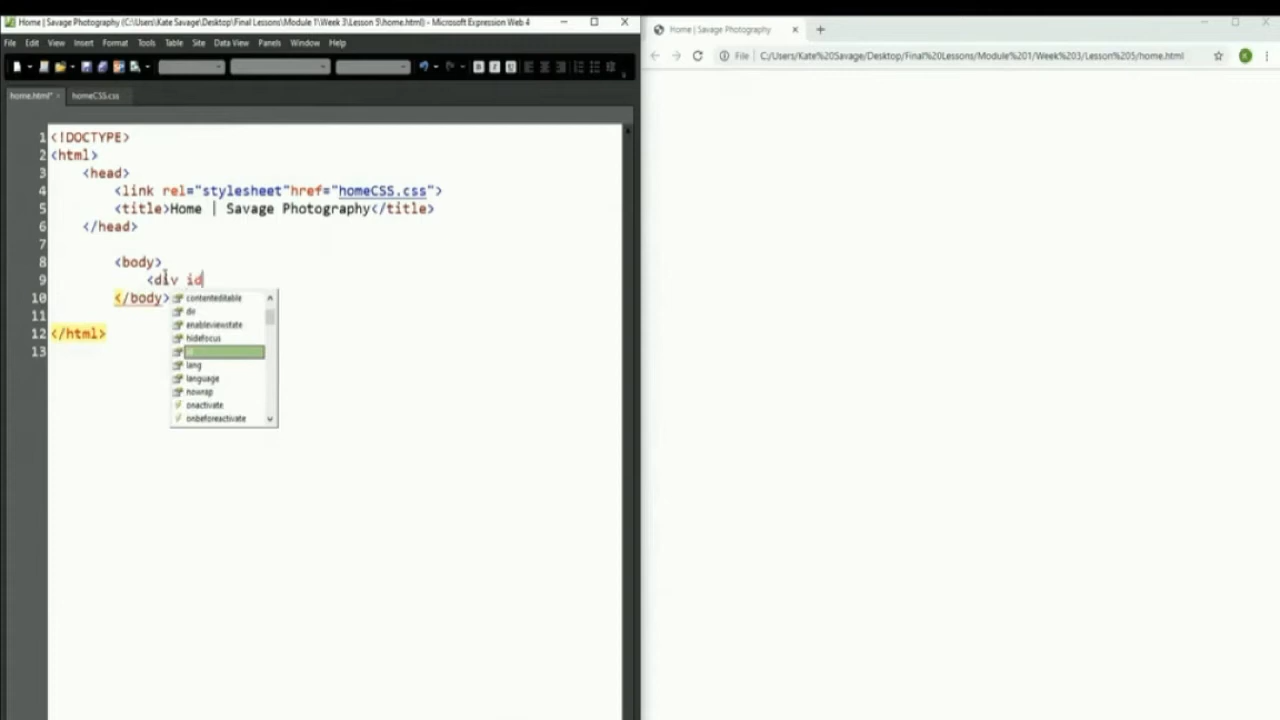 Home | Savage Photography (C:\Users\Kate Savage\Desktop\Final Lessons\Module 1\Week 3\Lesson 9\home.html) - Microsoft Expression Web 4
File Edit View Insert Format Tools Table Site Data View Panels Window Help
home.html* × homeCSS.css
1 <!DOCTYPE>
2 <html>
3 <head>
4 <link rel="stylesheet"href="homeCSS.css">
5 <title>Home | Savage Photography</title>
6 </head>
7
8 <body>
9 <div id
10 </body>
11
12 </html>
13
contenteditable
dir
enableviewstate
hidefocus
lang
language
nowrap
onactivate
onbeforeactivate
Home | Savage Photography
File C:/Users/Kate%20Savage/Desktop/Final%20Lessons/Module%201/Week%203/Lesson%205/home.html
K